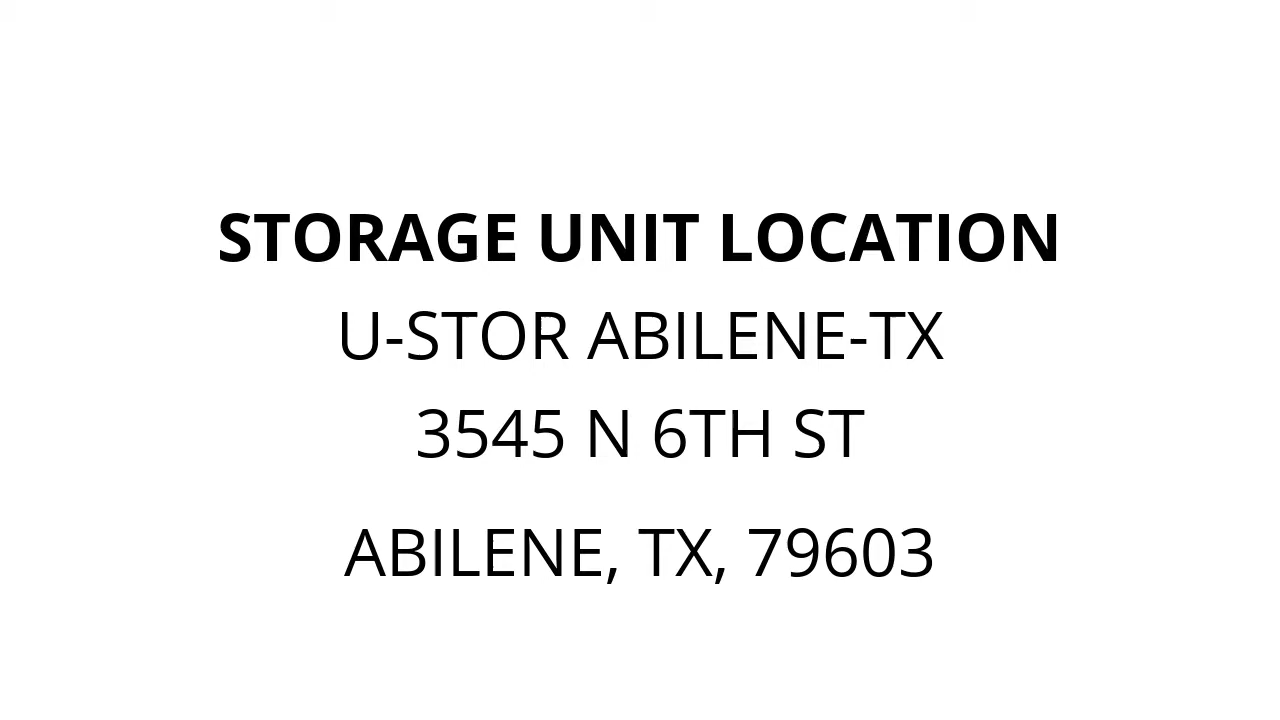 STORAGE UNIT LOCATION
U-STOR ABILENE-TX
3545 N 6TH ST
ABILENE, TX, 79603